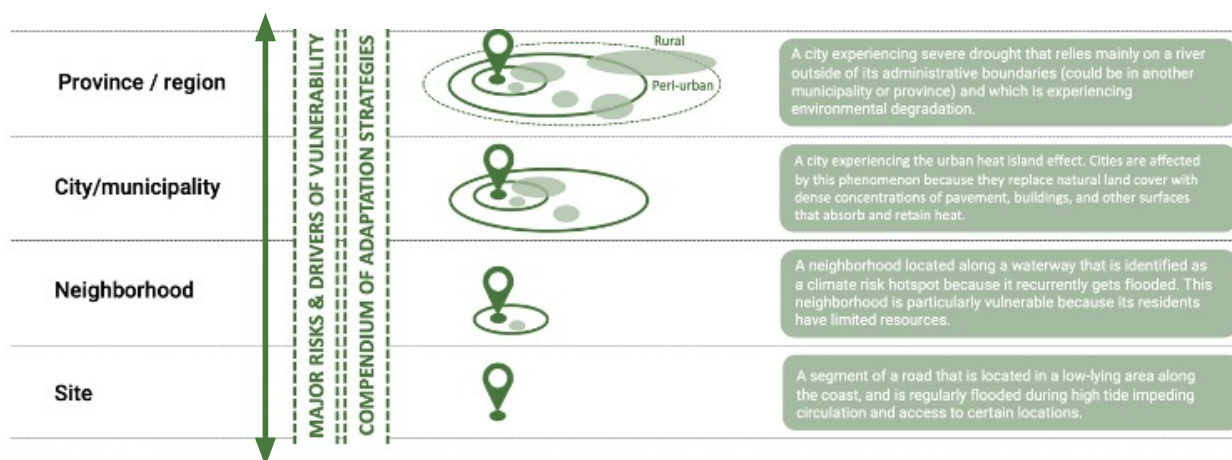 Province / region
City/municipality
Neighborhood
Site
MAJOR RISKS & DRIVERS OF VULNERABILITY
COMPENDIUM OF ADAPTATION STRATEGIES
Rural
Peri-urban
A city experiencing severe drought that relies mainly on a river
outside of its administrative boundaries (could be in another
municipality or province) and which is experiencing
environmental degradation.
A city experiencing the urban heat island effect. Cities are affected
by this phenomenon because they replace natural land cover with
dense concentrations of pavement, buildings, and other surfaces
that absorb and retain heat.
A neighborhood located along a waterway that is identified as
a climate risk hotspot because it recurrently gets flooded. This
neighborhood is particularly vulnerable because its residents
have limited resources.
A segment of a road that is located in a low-lying area along
the coast, and is regularly flooded during high tide impeding
circulation and access to certain locations.